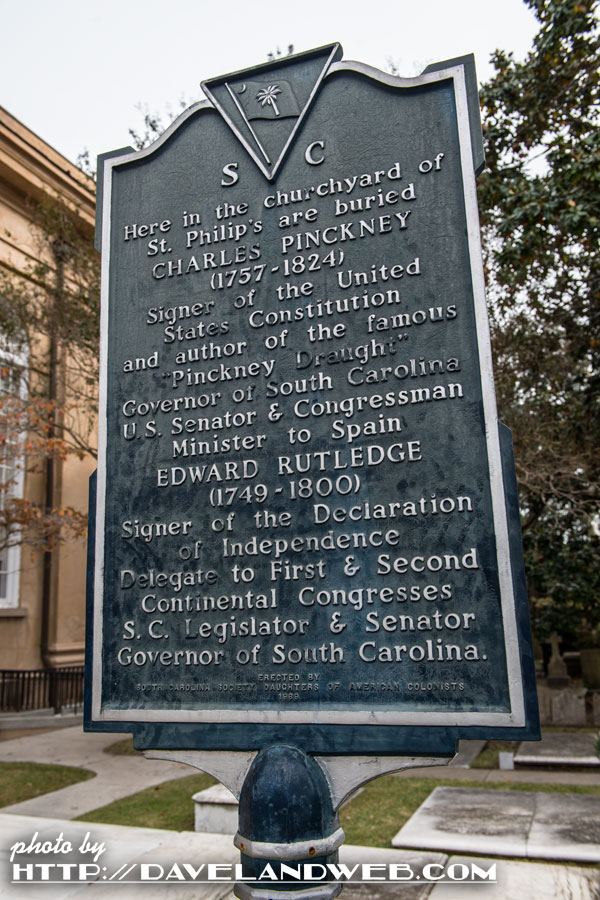 S C
Here in the churchyard of
St. Philip's are buried
CHARLES PINCKNEY
(1757-1824)
Signer of the United
States Constitution
and author of the famous
"Pinckney Draught"
Governor of South Carolina
U.S. Senator & Congressman
Minister to Spain
EDWARD RUTLEDGE
(1749-1800)
Signer of the Declaration
of Independence
Delegate to First & Second
Continental Congresses
S.C. Legislator & Senator
Governor of South Carolina.
ERECTED BY
SOUTH CAROLINA SOCIETY, DAUGHTERS OF AMERICAN COLONISTS
1969
photo by
HTTP://DAVELANDWEB.COM